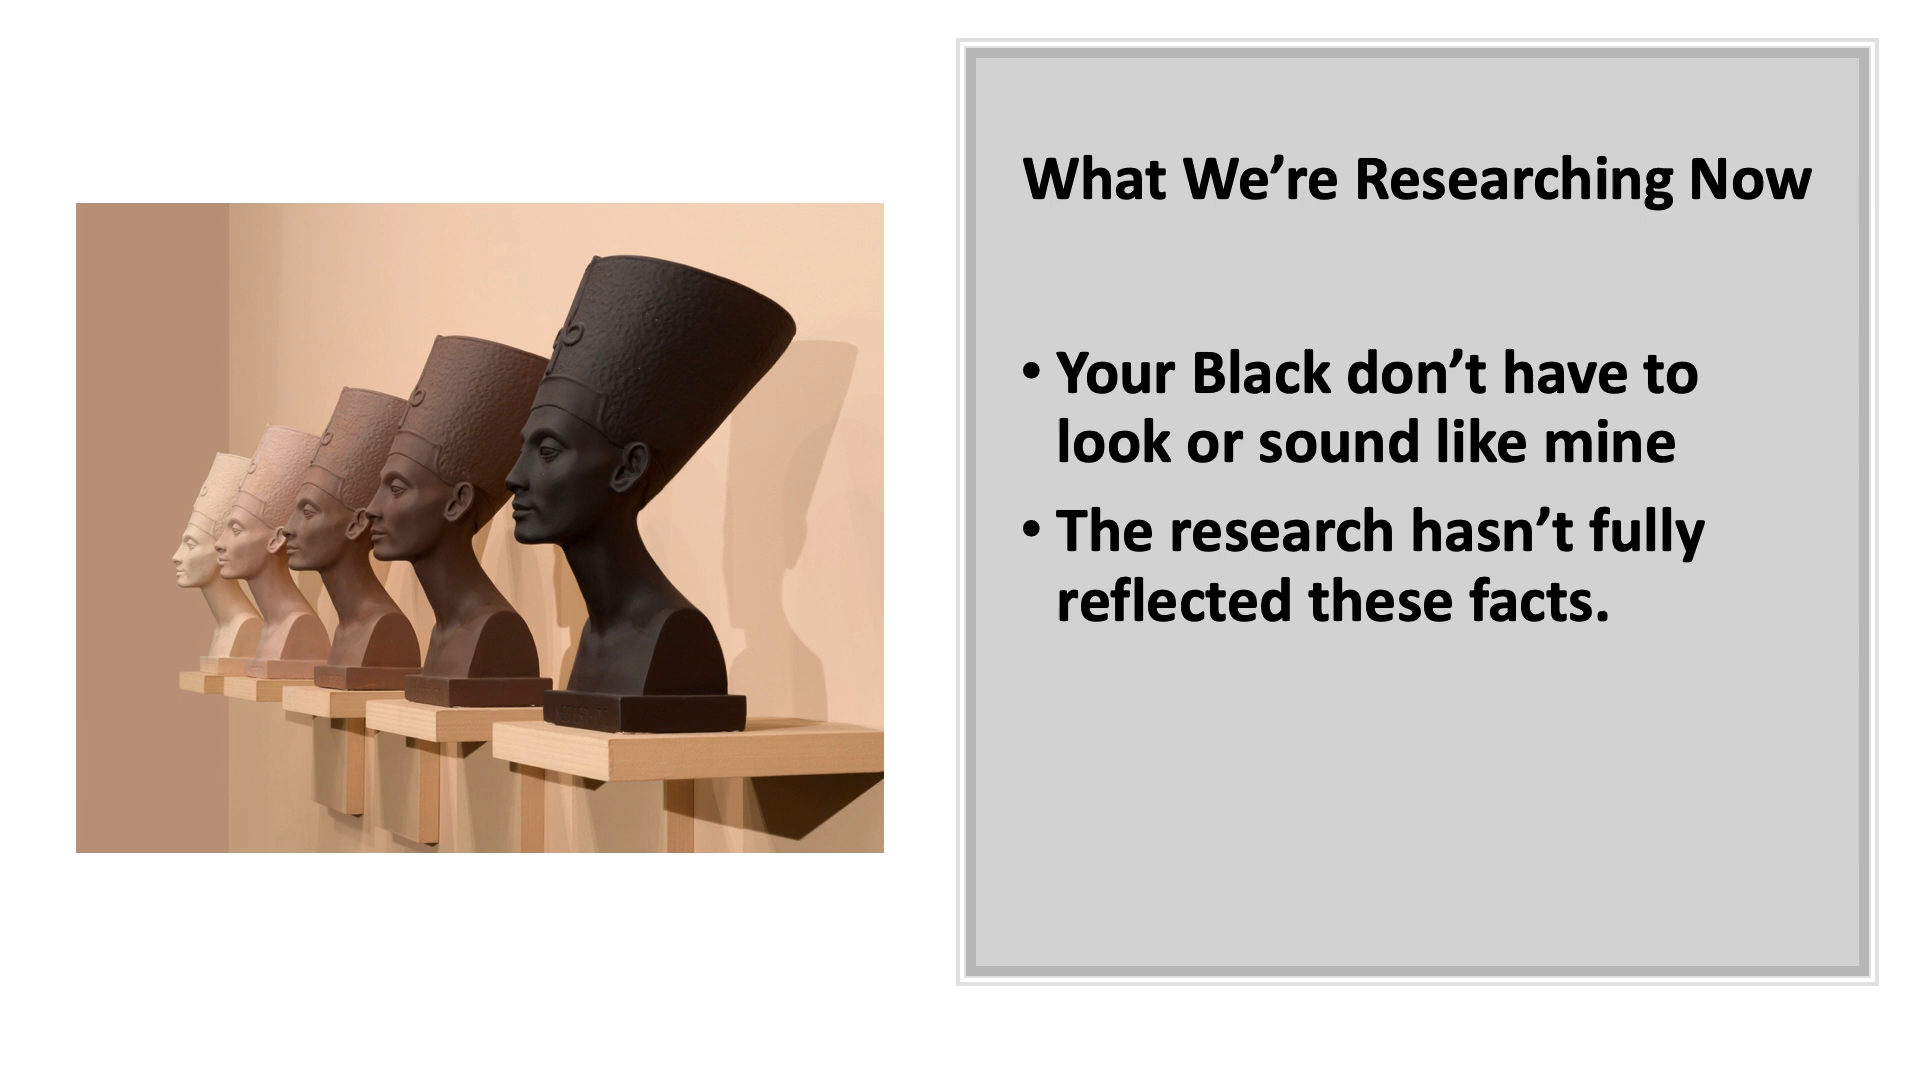 What We’re Researching Now
• Your Black don’t have to
look or sound like mine
• The research hasn’t fully
reflected these facts.